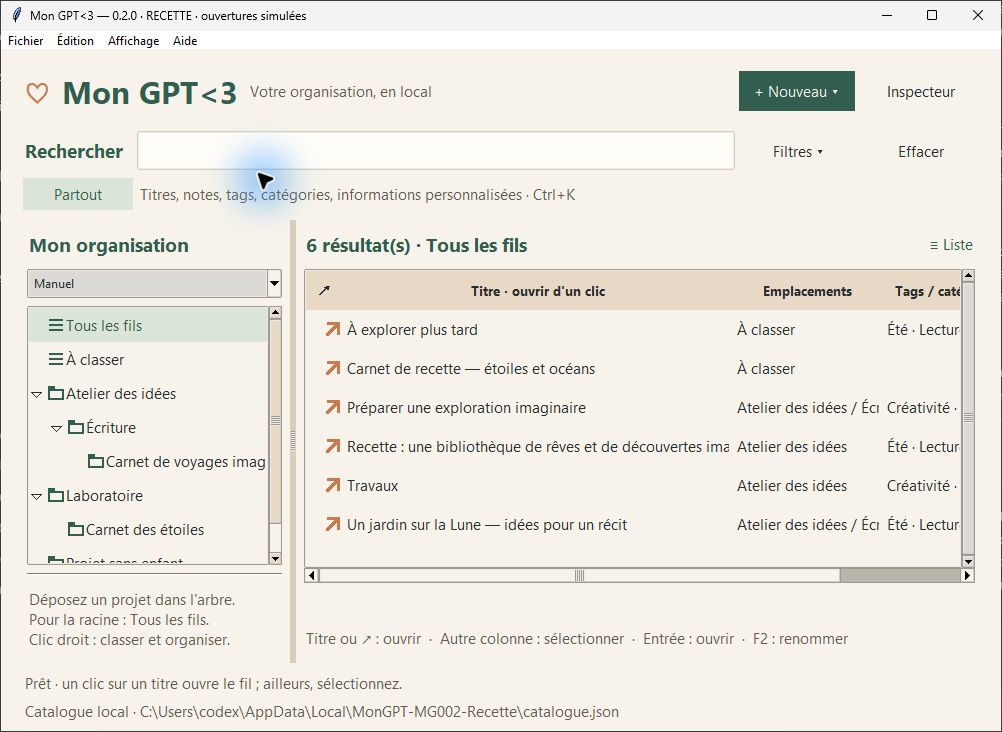 Mon GPT<3 — 0.2.0 · RECETTE · ouvertures simulées
Fichier Édition Affichage Aide
Mon GPT<3 Votre organisation, en local + Nouveau ▾ Inspecteur
Rechercher Filtres ▾ Effacer
Partout Titres, notes, tags, catégories, informations personnalisées · Ctrl+K
Mon organisation
Manuel
Tous les fils
À classer
Atelier des idées
Écriture
Carnet de voyages imag
Laboratoire
Carnet des étoiles
Projet sans enfant
Déposez un projet dans l'arbre.
Pour la racine : Tous les fils.
Clic droit : classer et organiser.
6 résultat(s) · Tous les fils ≡ Liste
↗ Titre · ouvrir d'un clic Emplacements Tags / caté
À explorer plus tard À classer Été · Lectur
Carnet de recette — étoiles et océans À classer
Préparer une exploration imaginaire Atelier des idées / Écr Créativité ·
Recette : une bibliothèque de rêves et de découvertes ima Atelier des idées Été · Lectur
Travaux Atelier des idées Créativité ·
Un jardin sur la Lune — idées pour un récit Atelier des idées / Écr Été · Lectur
Titre ou ↗ : ouvrir · Autre colonne : sélectionner · Entrée : ouvrir · F2 : renommer
Prêt · un clic sur un titre ouvre le fil ; ailleurs, sélectionnez.
Catalogue local · C:\Users\codex\AppData\Local\MonGPT-MG002-Recette\catalogue.json